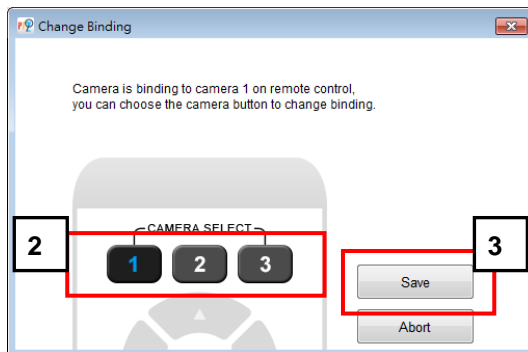 Change Binding
Camera is binding to camera 1 on remote control,
you can choose the camera button to change binding.
2
CAMERA SELECT
1 2 3
3
Save
Abort